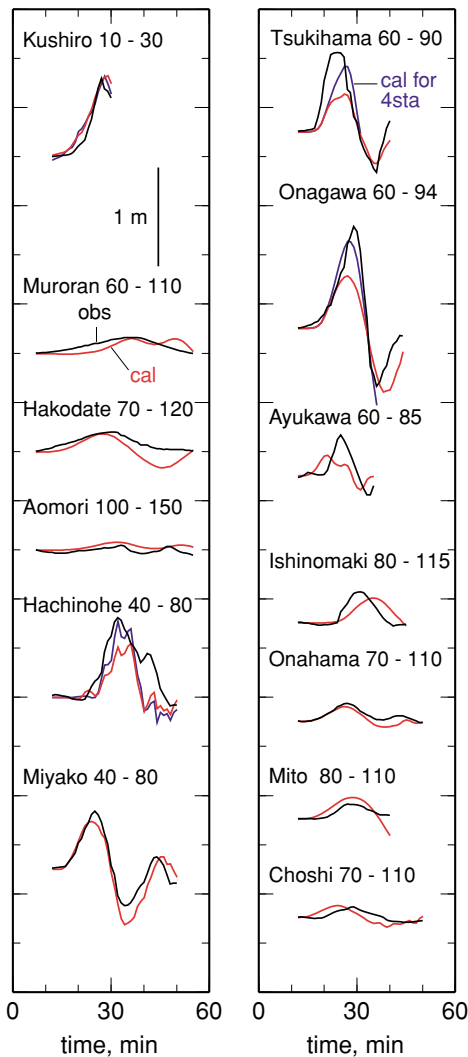 Kushiro 10 - 30
1 m
Muroran 60 - 110
obs
cal
Hakodate 70 - 120
Aomori 100 - 150
Hachinohe 40 - 80
Miyako 40 - 80
0 30 60
time, min
Tsukihama 60 - 90
cal for
4sta
Onagawa 60 - 94
Ayukawa 60 - 85
Ishinomaki 80 - 115
Onahama 70 - 110
Mito 80 - 110
Choshi 70 - 110
0 30 60
time, min